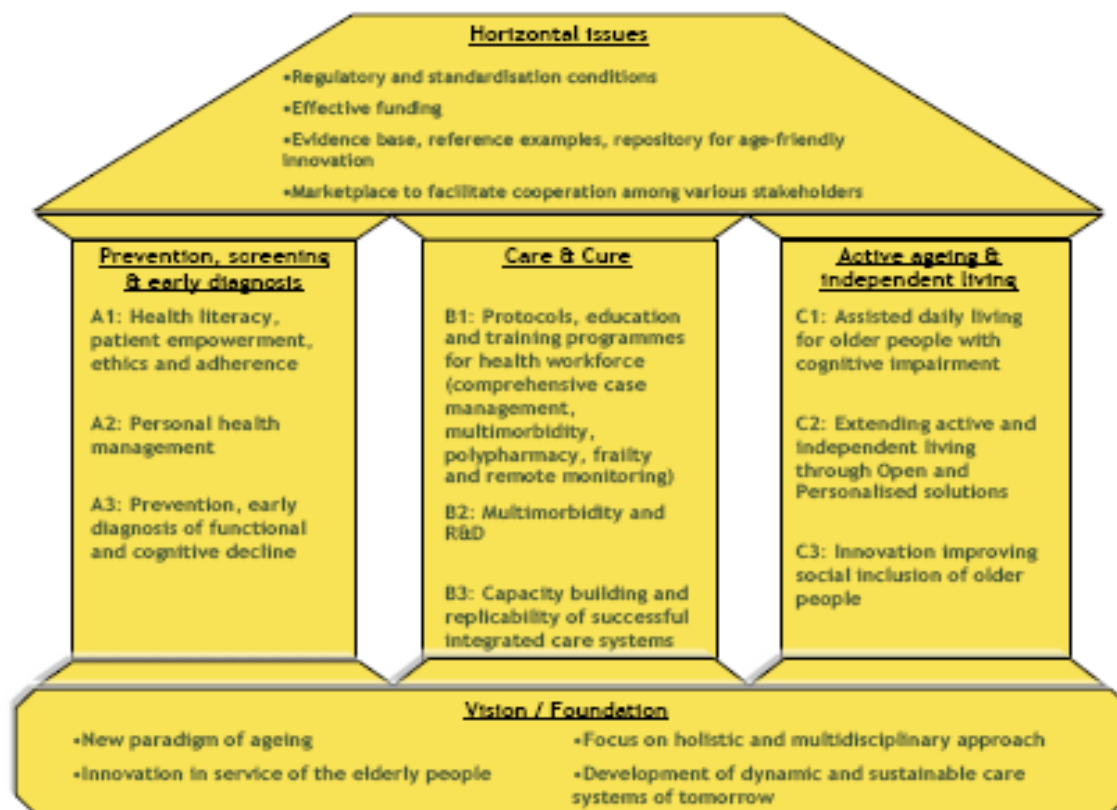 Horizontal issues
•Regulatory and standardisation conditions
•Effective funding
•Evidence base, reference examples, repository for age-friendly
innovation
•Marketplace to facilitate cooperation among various stakeholders
Prevention, screening
& early diagnosis
A1: Health literacy,
patient empowerment,
ethics and adherence
A2: Personal health
management
A3: Prevention, early
diagnosis of functional
and cognitive decline
Care & Cure
B1: Protocols, education
and training programmes
for health workforce
(comprehensive case
management,
multimorbidity,
polypharmacy, frailty
and remote monitoring)
B2: Multimorbidity and
R&D
B3: Capacity building and
replicability of successful
integrated care systems
Active ageing &
independent living
C1: Assisted daily living
for older people with
cognitive impairment
C2: Extending active and
independent living
through Open and
Personalised solutions
C3: Innovation improving
social inclusion of older
people
Vision / Foundation
•New paradigm of ageing
•Innovation in service of the elderly people
•Focus on holistic and multidisciplinary approach
•Development of dynamic and sustainable care
systems of tomorrow